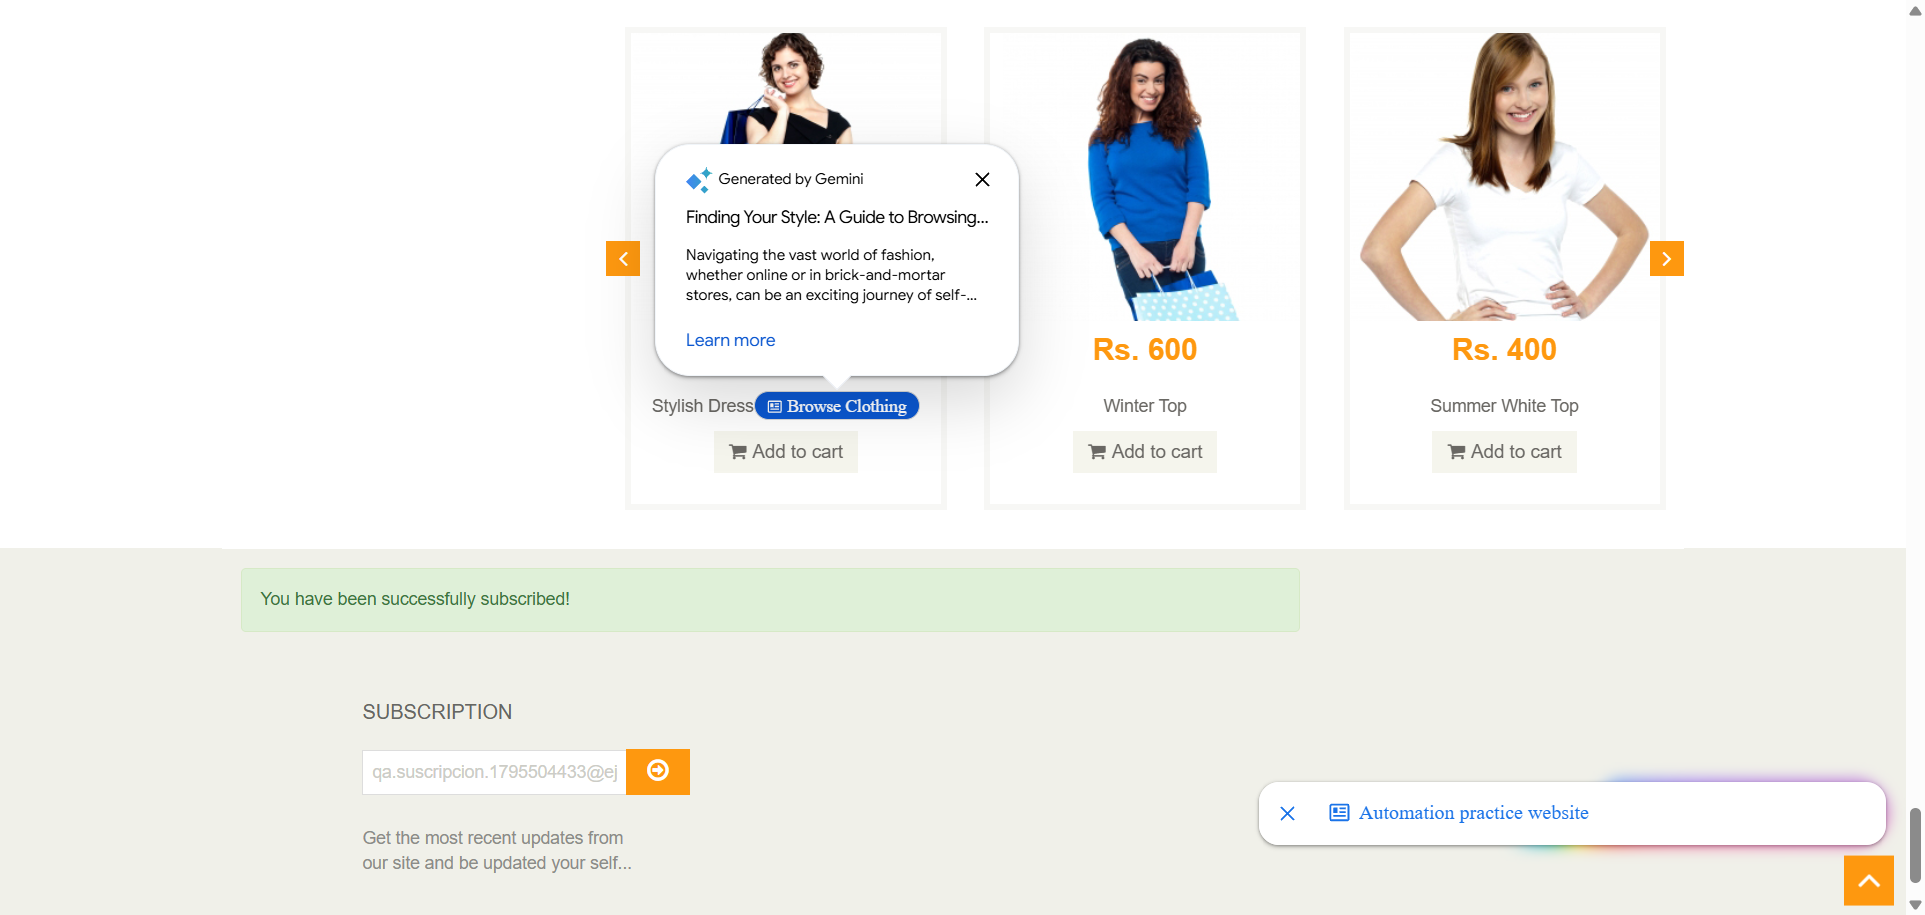 Generated by Gemini
Finding Your Style: A Guide to Browsing...
Navigating the vast world of fashion,
whether online or in brick-and-mortar
stores, can be an exciting journey of self-...
Learn more
Rs. 600
Rs. 400
Stylish Dress
Browse Clothing
Winter Top
Summer White Top
Add to cart
Add to cart
Add to cart
You have been successfully subscribed!
SUBSCRIPTION
qa.suscripcion.1795504433@ej
Automation practice website
Get the most recent updates from
our site and be updated your self...